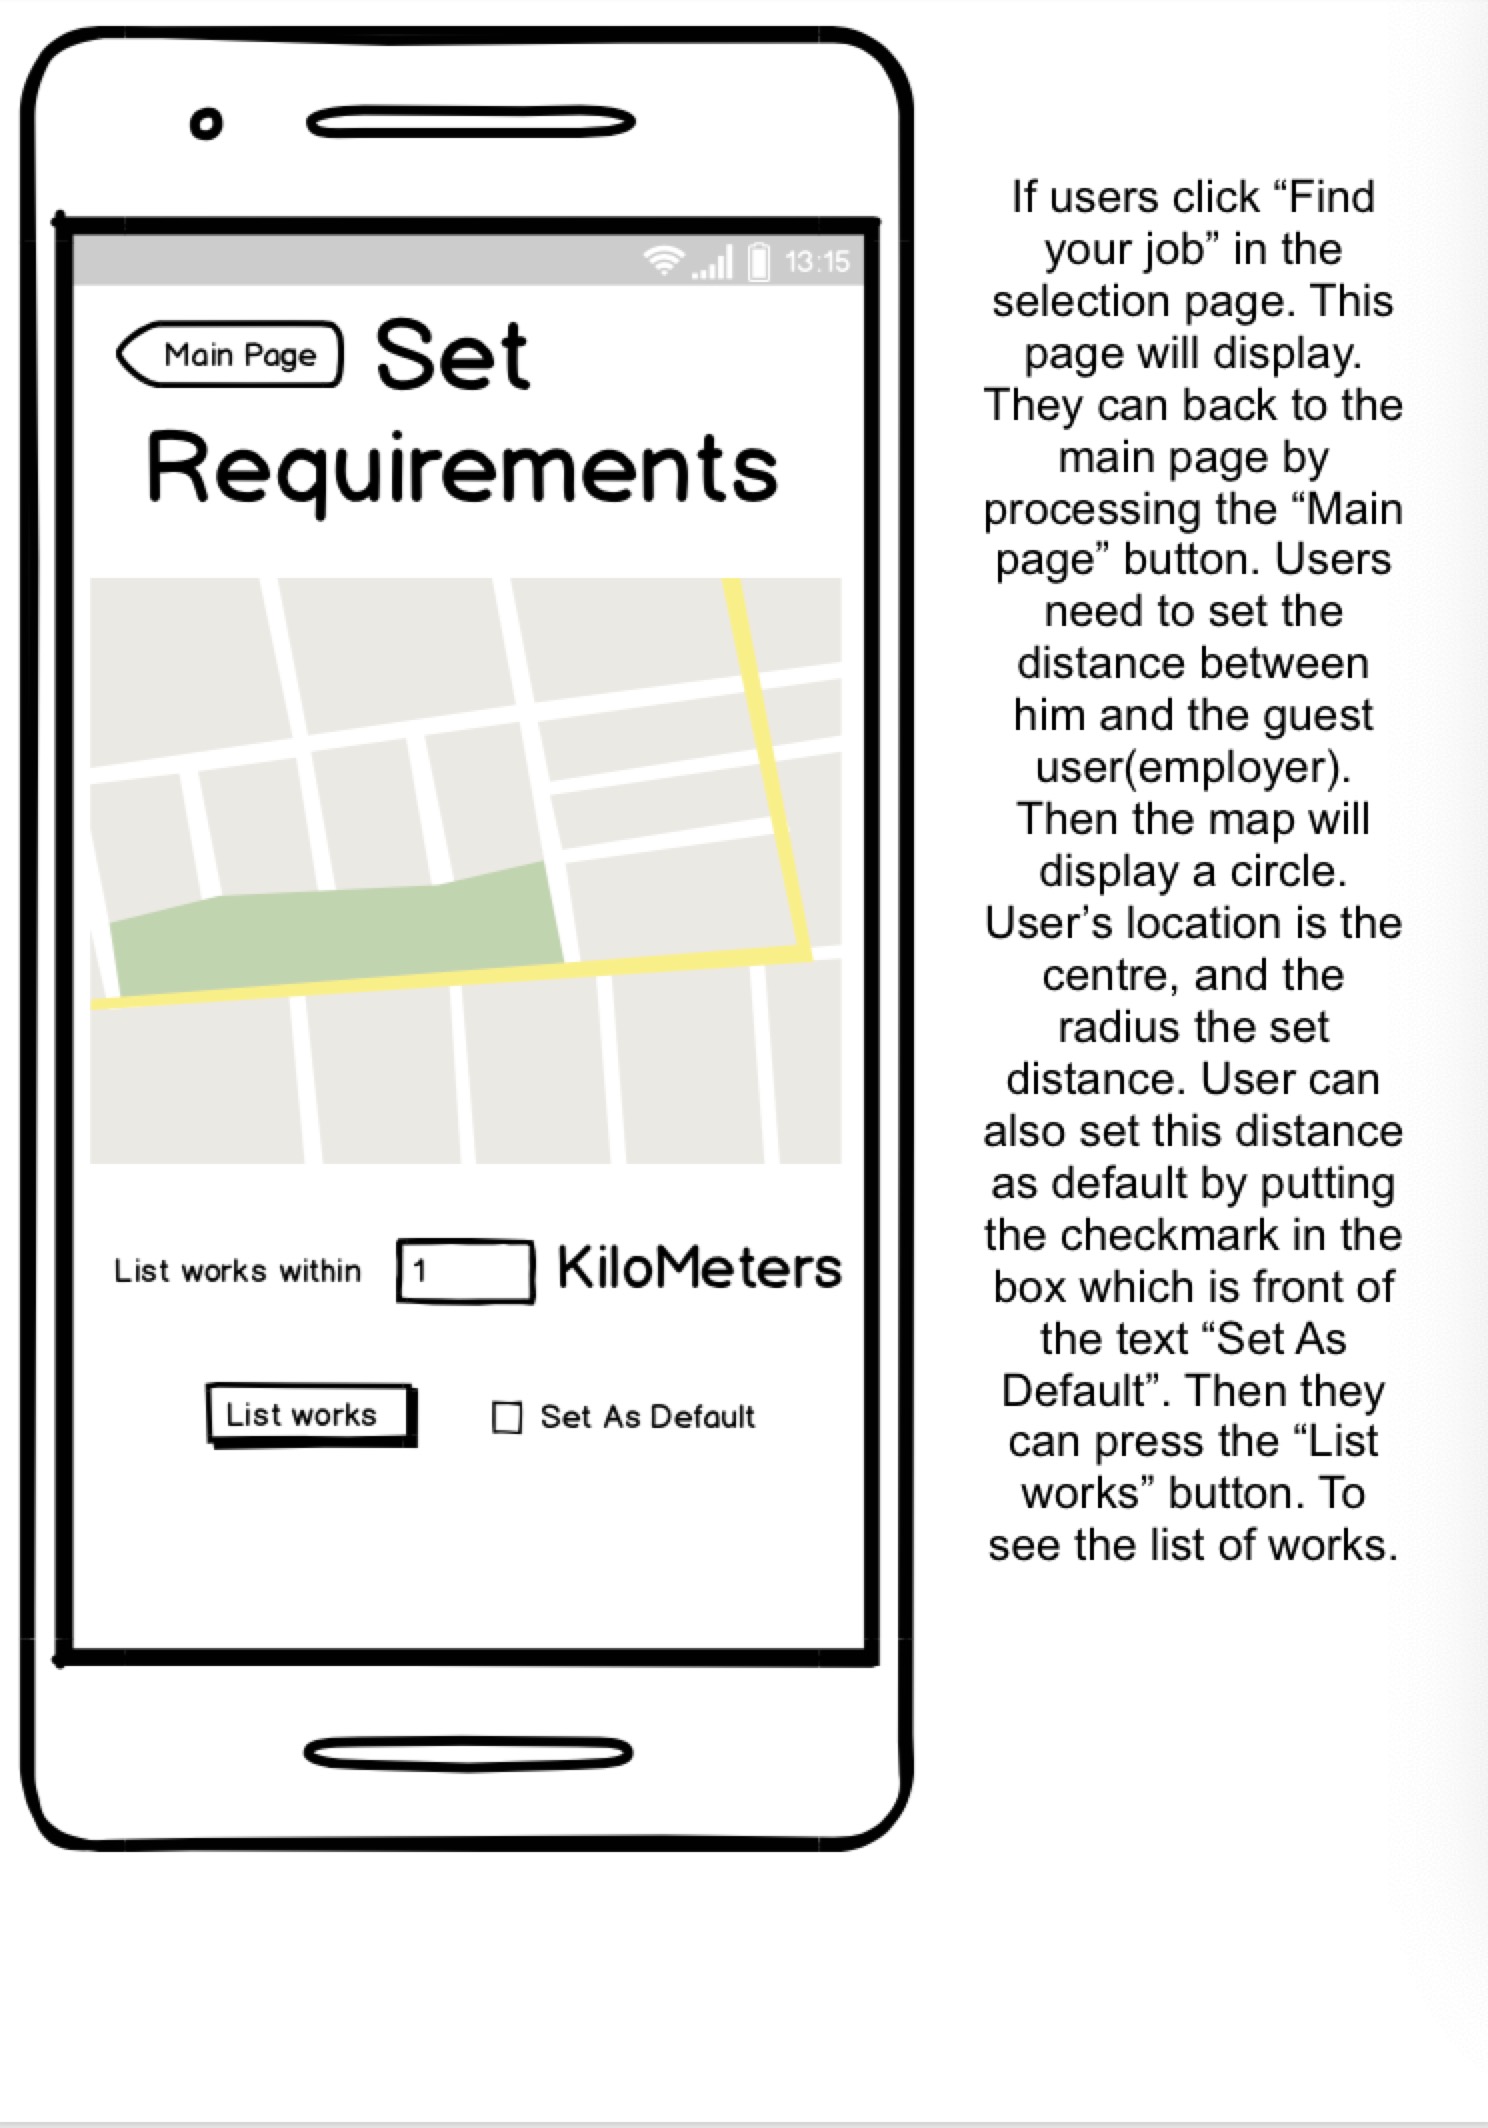 13:15
Main Page Set
Requirements
List works within 1 KiloMeters
List works Set As Default
If users click “Find
your job” in the
selection page. This
page will display.
They can back to the
main page by
processing the “Main
page” button. Users
need to set the
distance between
him and the guest
user(employer).
Then the map will
display a circle.
User’s location is the
centre, and the
radius the set
distance. User can
also set this distance
as default by putting
the checkmark in the
box which is front of
the text “Set As
Default”. Then they
can press the “List
works” button. To
see the list of works.